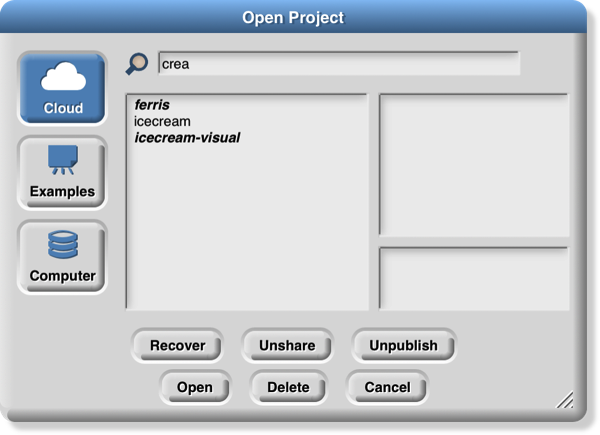 Open Project
crea
Cloud
Examples
Computer
ferris
icecream
icecream-visual
Recover Unshare Unpublish
Open Delete Cancel